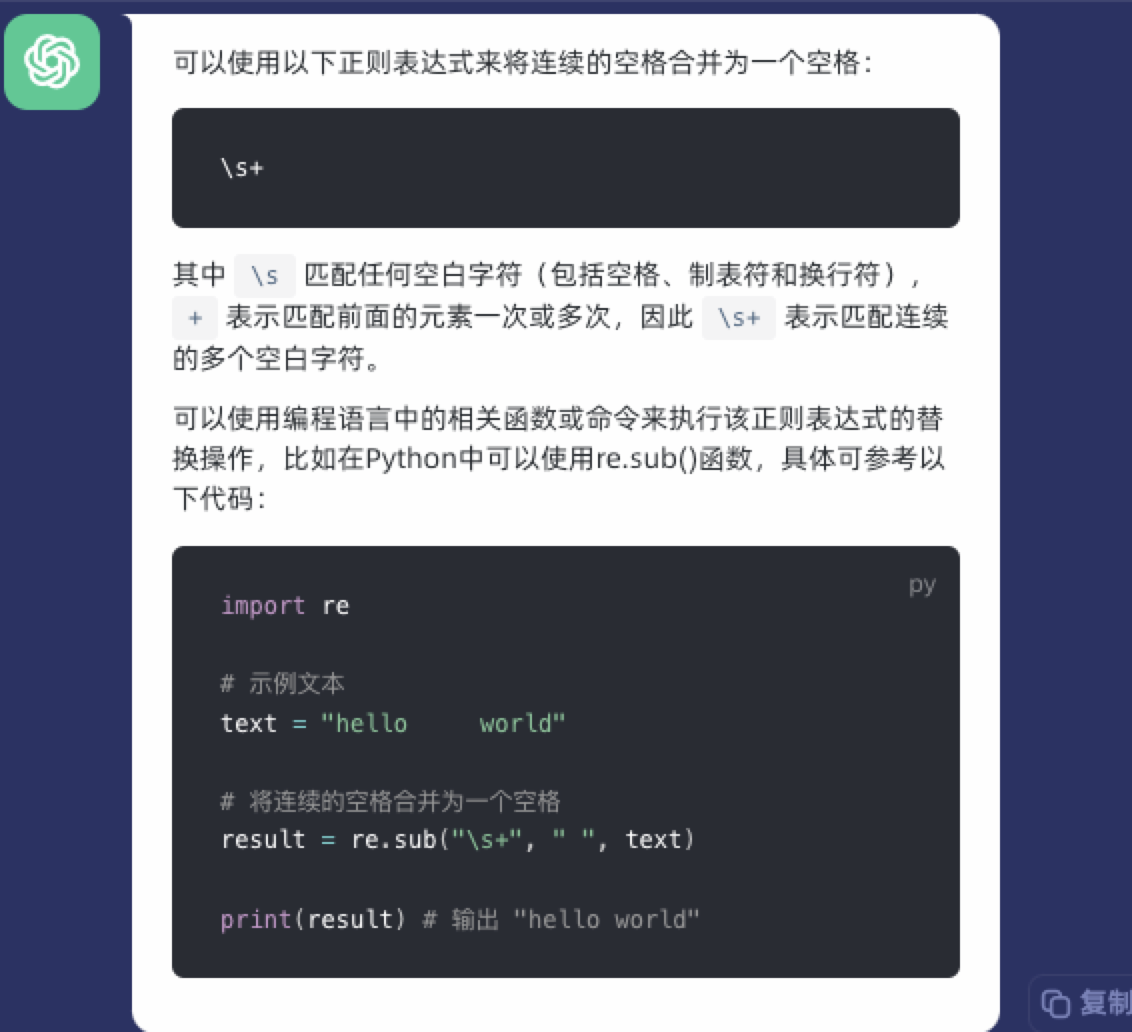 可以使用以下正则表达式来将连续的空格合并为一个空格：
\s+
其中 \s 匹配任何空白字符（包括空格、制表符和换行符），
+ 表示匹配前面的元素一次或多次，因此 \s+ 表示匹配连续
的多个空白字符。
可以使用编程语言中的相关函数或命令来执行该正则表达式的替
换操作，比如在Python中可以使用re.sub()函数，具体可参考以
下代码：
py
import re
# 示例文本
text = "hello     world"
# 将连续的空格合并为一个空格
result = re.sub("\s+", " ", text)
print(result) # 输出 "hello world"
复制